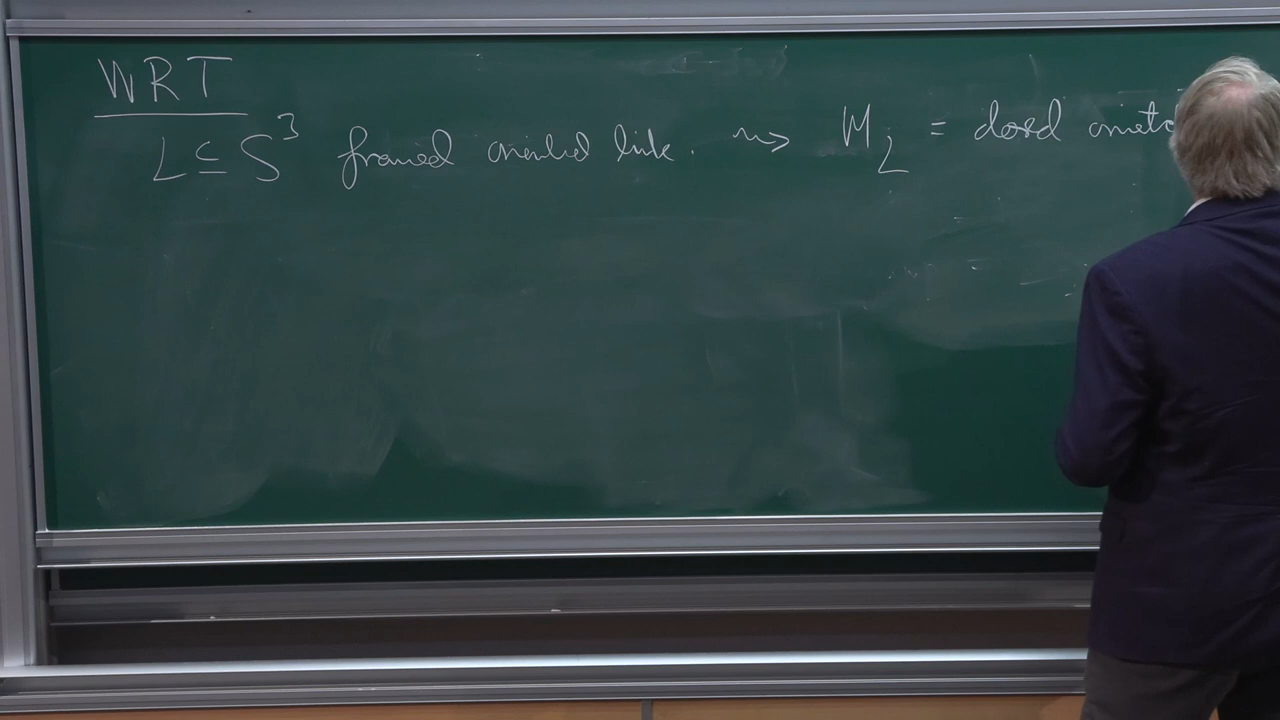 WRT
L ⊆ S³ framed oriented link. ⇝ M_L = closed